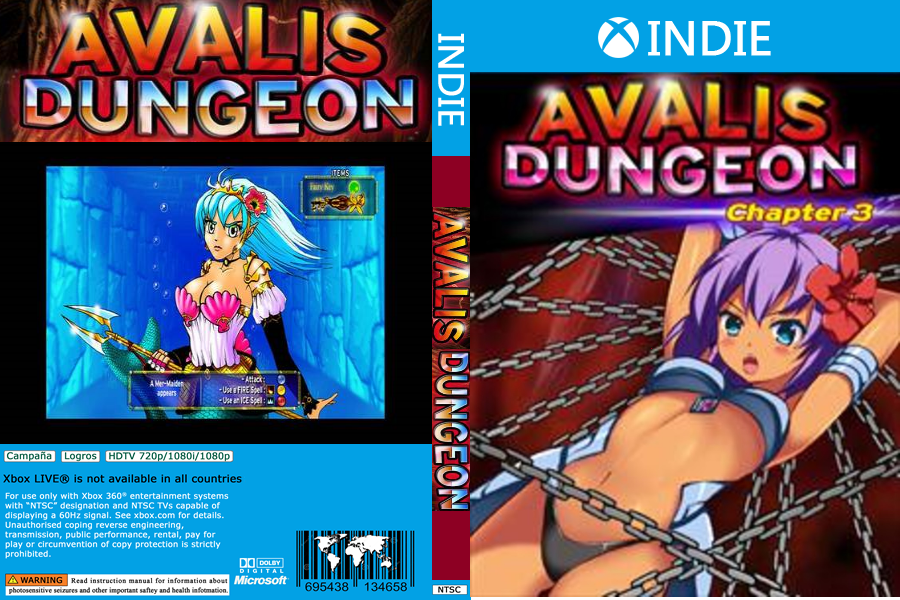 AVALIS
DUNGEON
ITEMS
Fairy Key
A Mer-Maiden
appears
- Attack :
- Use a FIRE Spell :
- Use an ICE Spell :
Campaña
Logros
HDTV 720p/1080i/1080p
Xbox LIVE® is not available in all countries
For use only with Xbox 360® entertainment systems
with “NTSC” designation and NTSC TVs capable of
displaying a 60Hz signal. See xbox.com for details.
Unauthorised coping reverse engineering,
transmission, public performance, rental, pay for
play or circumvention of copy protection is strictly
prohibited.
WARNING Read instruction manual for information about
photosensitive seizures and other important saftey and health infotmation.
DOLBY
DIGITAL
Microsoft
695438 134658
INDIE
AVALIS DUNGEON
NTSC
INDIE
AVALIS
DUNGEON
Chapter 3